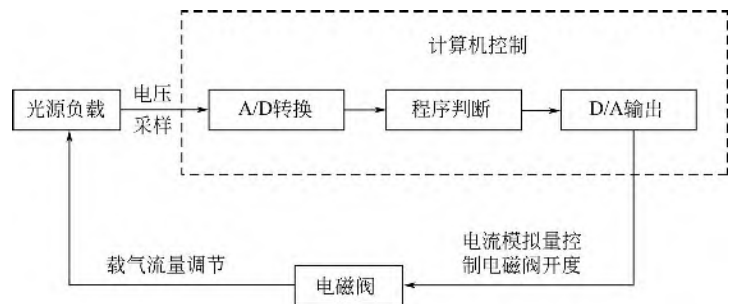 计算机控制
光源负载
电压
采样
A/D转换
程序判断
D/A输出
电流模拟量控
制电磁阀开度
载气流量调节
电磁阀